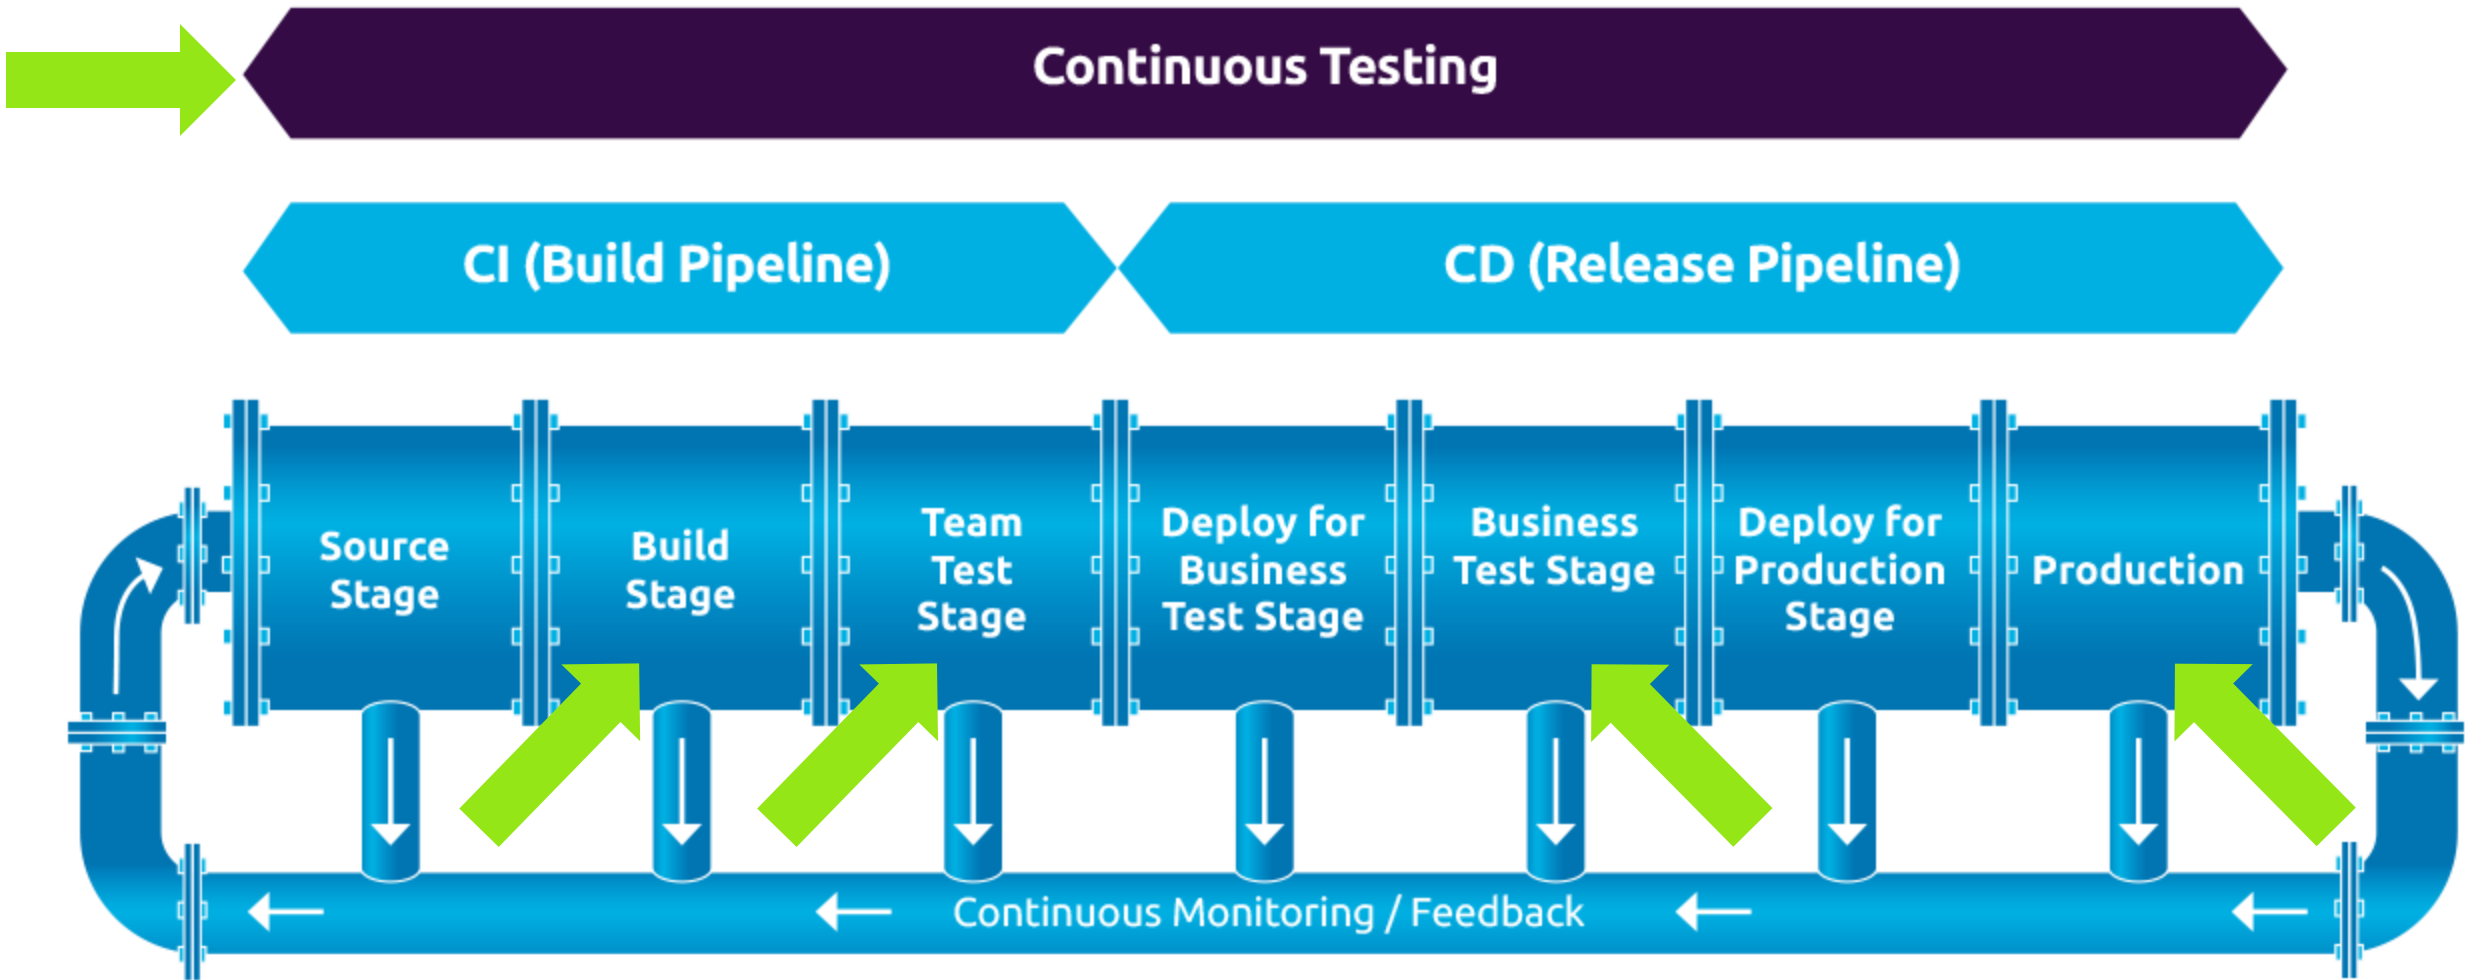 Continuous Testing
CI (Build Pipeline)
CD (Release Pipeline)
Source
Stage
Build
Stage
Team
Test
Stage
Deploy for
Business
Test Stage
Business
Test Stage
Deploy for
Production
Stage
Production
Continuous Monitoring / Feedback